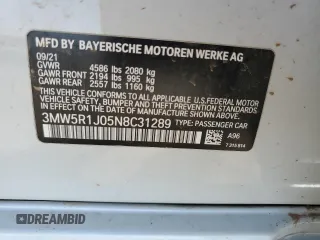 MFD BY BAYERISCHE MOTOREN WERKE AG
09/21
GVWR 4586 lbs 2080 kg
GAWR FRONT 2194 lbs 995 kg
GAWR REAR 2557 lbs 1160 kg
THIS VEHICLE CONFORMS TO ALL APPLICABLE FEDERAL
MOTOR VEHICLE SAFETY, BUMPER, AND THEFT PREVENTION
STANDARDS IN EFFECT ON THE
DATE OF MANUFACTURE SHOWN ABOVE
3MW5R1J05N8C31289 TYPE: PASSENGER CAR
A96
AUTOBIDCAR